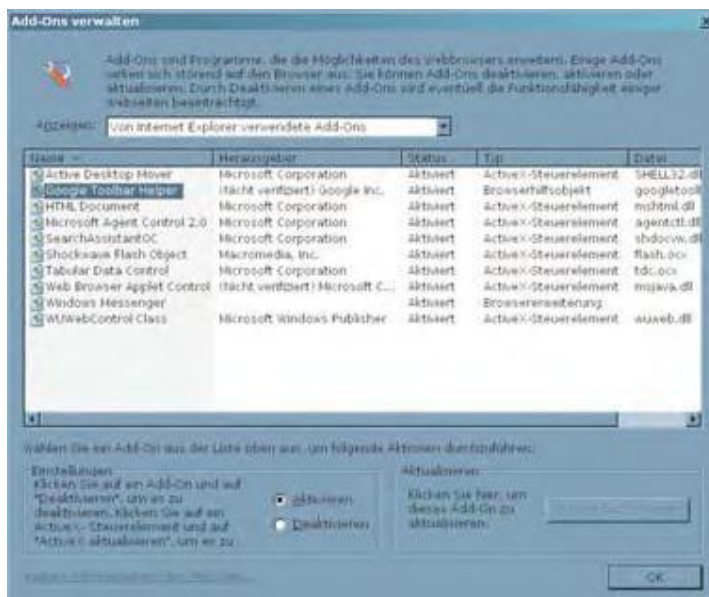 Add-Ons verwalten
Add-Ons sind Programme, die die Möglichkeiten des Webbrowsers erweitern. Einige Add-Ons
wirken sich störend auf den Browser aus. Sie können Add-Ons deaktivieren, aktivieren oder
aktualisieren. Durch Deaktivieren eines Add-Ons wird eventuell die Funktionsfähigkeit einiger
Webseiten beeinträchtigt.
Anzeigen: Von Internet Explorer verwendete Add-Ons
Name Herausgeber Status Typ Datei
Active Desktop Mover Microsoft Corporation Aktiviert ActiveX-Steuerelement SHELL32.dll
Google Toolbar Helper (Nicht verifiziert) Google Inc. Aktiviert Browserhilfsobjekt googletool
HTML Document Microsoft Corporation Aktiviert ActiveX-Steuerelement mshtml.dll
Microsoft Agent Control 2.0 Microsoft Corporation Aktiviert ActiveX-Steuerelement agentctl.dll
SearchAssistantOC Microsoft Corporation Aktiviert ActiveX-Steuerelement shdocvw.dll
Shockwave Flash Object Macromedia, Inc. Aktiviert ActiveX-Steuerelement flash.ocx
Tabular Data Control Microsoft Corporation Aktiviert ActiveX-Steuerelement tdc.ocx
Web Browser Applet Control (Nicht verifiziert) Microsoft C... Aktiviert ActiveX-Steuerelement msjava.dll
Windows Messenger Aktiviert Browsererweiterung
WUWebControl Class Microsoft Windows Publisher Aktiviert ActiveX-Steuerelement wuweb.dll
Wählen Sie ein Add-On aus der Liste oben aus, um folgende Aktionen durchzuführen:
Einstellungen
Klicken Sie auf ein Add-On und auf
"Deaktivieren", um es zu
deaktivieren. Klicken Sie auf ein
ActiveX- Steuerelement und auf
"ActiveX aktualisieren", um es zu
Aktivieren
Deaktivieren
Aktualisieren
Klicken Sie hier, um
dieses Add-On zu
aktualisieren.
OK